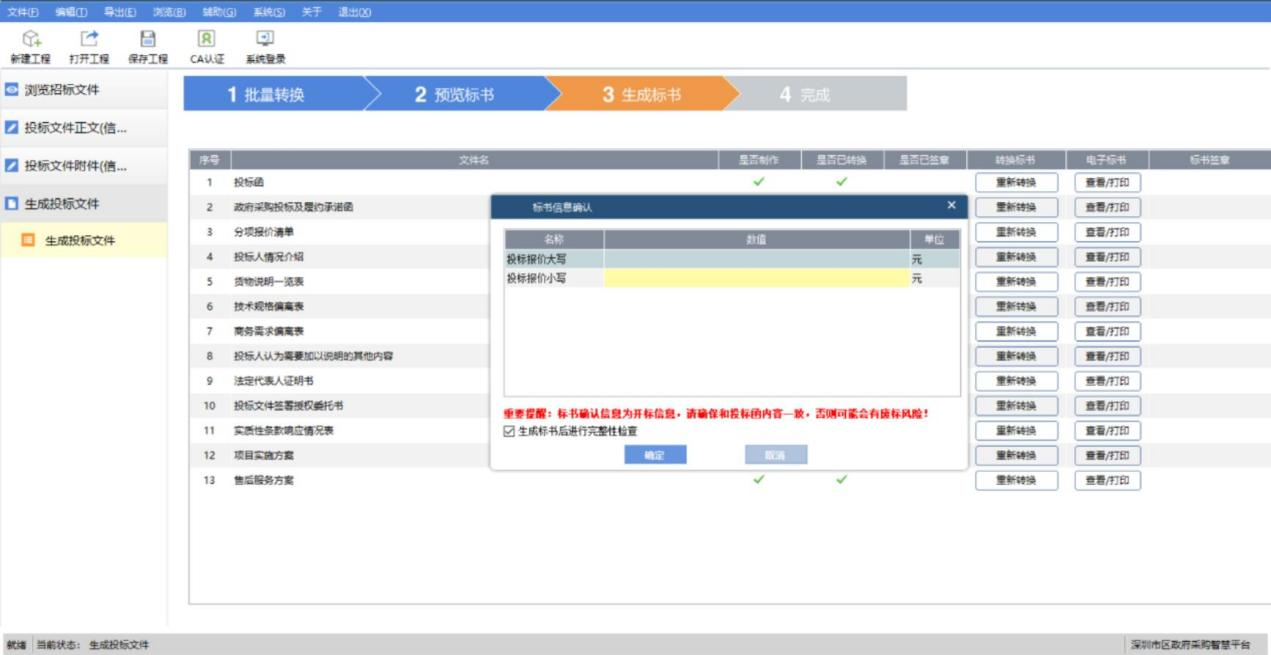 文件(F) 编辑(T) 导出(E) 浏览(B) 辅助(G) 系统(S) 关于 退出(X)
新建工程 打开工程 保存工程 CA认证 系统登录
浏览招标文件
投标文件正文(信...
投标文件附件(信...
生成投标文件
生成投标文件
1 批量转换 2 预览标书 3 生成标书 4 完成
序号 文件名 是否制作 是否已转换 是否已签章 转换标书 电子标书 标书签章
1 投标函 重新转换 查看/打印
2 政府采购投标及履约承诺函 重新转换 查看/打印
3 分项报价清单 重新转换 查看/打印
4 投标人情况介绍 重新转换 查看/打印
5 货物说明一览表 重新转换 查看/打印
6 技术规格偏离表 重新转换 查看/打印
7 商务需求偏离表 重新转换 查看/打印
8 投标人认为需要加以说明的其他内容 重新转换 查看/打印
9 法定代表人证明书 重新转换 查看/打印
10 投标文件签署授权委托书 重新转换 查看/打印
11 实质性条款响应情况表 重新转换 查看/打印
12 项目实施方案 重新转换 查看/打印
13 售后服务方案 重新转换 查看/打印
标书信息确认
名称 数值 单位
投标报价大写 元
投标报价小写 元
重要提醒：标书确认信息为开标信息，请确保和投标函内容一致，否则可能会有废标风险！
生成标书后进行完整性检查
确定 取消
就绪 当前状态： 生成投标文件 深圳市区政府采购智慧平台